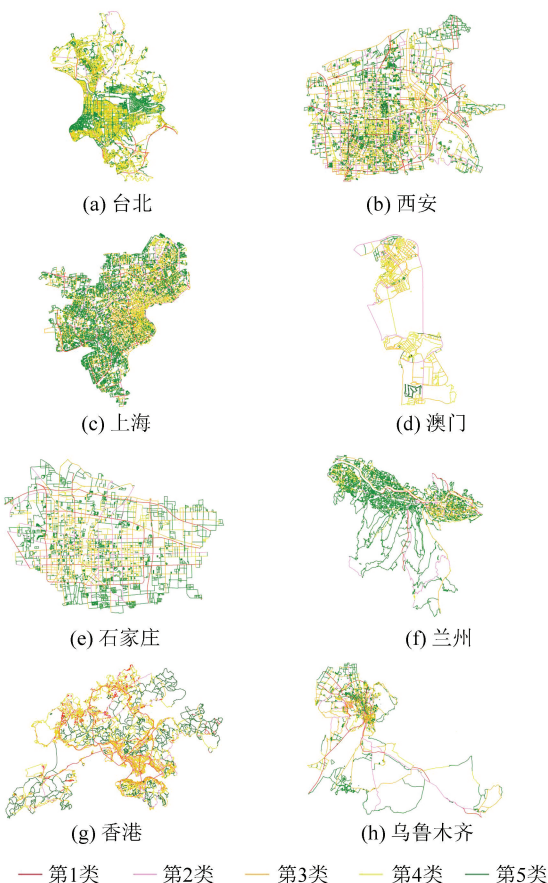 (a) 台北
(b) 西安
(c) 上海
(d) 澳门
(e) 石家庄
(f) 兰州
(g) 香港
(h) 乌鲁木齐
第1类 第2类 第3类 第4类 第5类